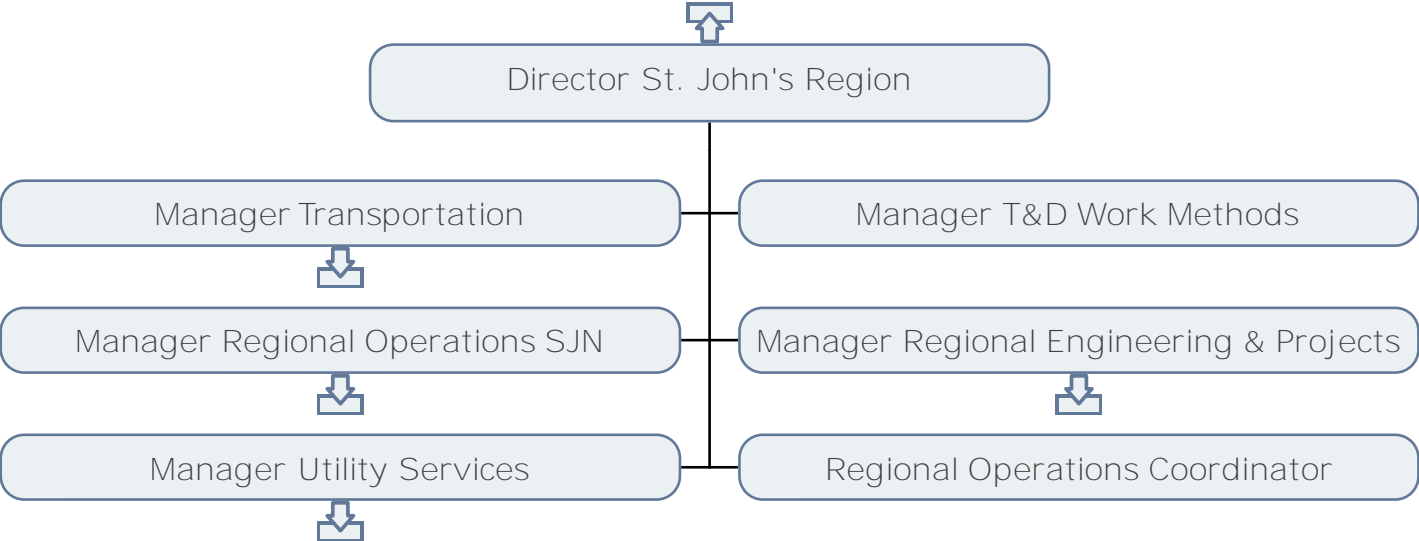 Director St. John's Region
Manager Transportation
Manager T&D Work Methods
Manager Regional Operations SJN
Manager Regional Engineering & Projects
Manager Utility Services
Regional Operations Coordinator